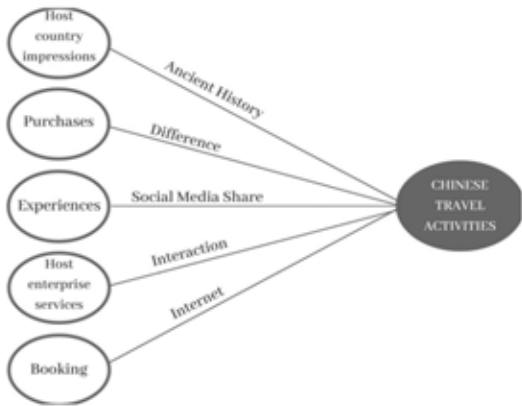 Host
country
impressions
Ancient History
Purchases
Difference
CHINESE
TRAVEL
ACTIVITIES
Experiences
Social Media Share
Host
enterprise
services
Interaction
Internet
Booking